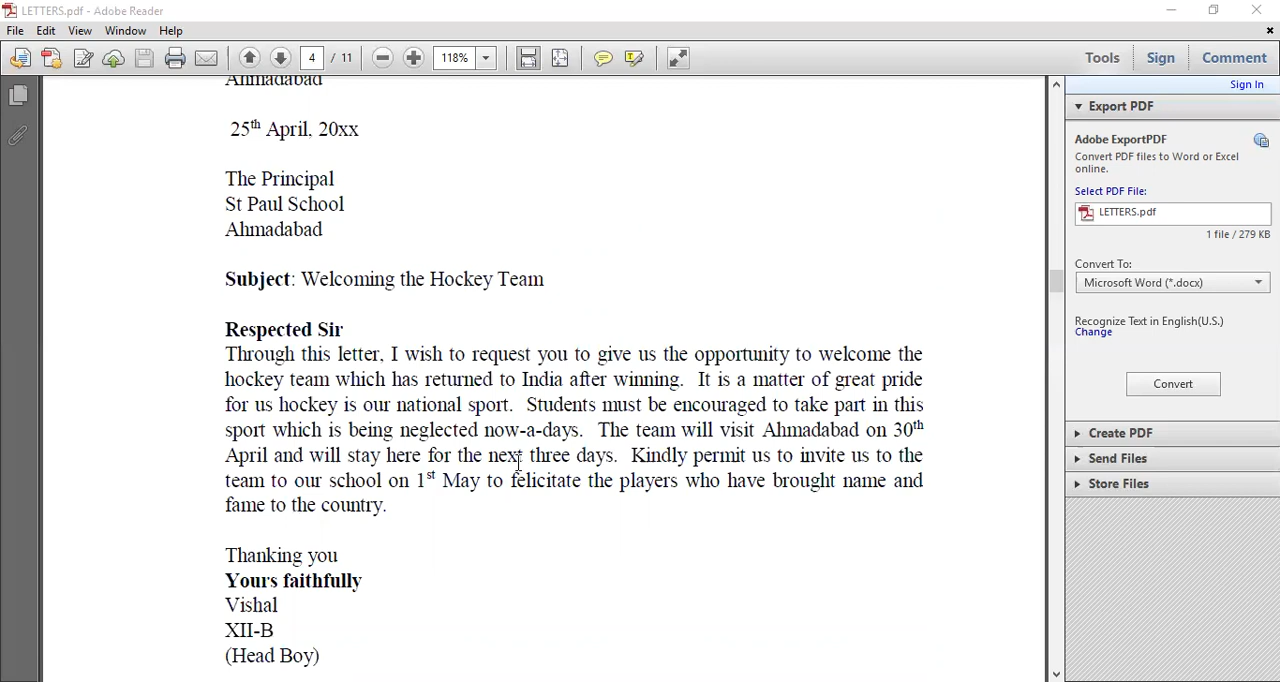 LETTERS.pdf - Adobe Reader
File Edit View Window Help
4 / 11 118% Tools Sign Comment
Sign In
Ahmadabad
25th April, 20xx
The Principal
St Paul School
Ahmadabad
Subject: Welcoming the Hockey Team
Respected Sir
Through this letter, I wish to request you to give us the opportunity to welcome the
hockey team which has returned to India after winning. It is a matter of great pride
for us hockey is our national sport. Students must be encouraged to take part in this
sport which is being neglected now-a-days. The team will visit Ahmadabad on 30th
April and will stay here for the next three days. Kindly permit us to invite us to the
team to our school on 1st May to felicitate the players who have brought name and
fame to the country.
Thanking you
Yours faithfully
Vishal
XII-B
(Head Boy)
Export PDF
Adobe ExportPDF
Convert PDF files to Word or Excel
online.
Select PDF File:
LETTERS.pdf
1 file / 279 KB
Convert To:
Microsoft Word (*.docx)
Recognize Text in English(U.S.)
Change
Convert
Create PDF
Send Files
Store Files